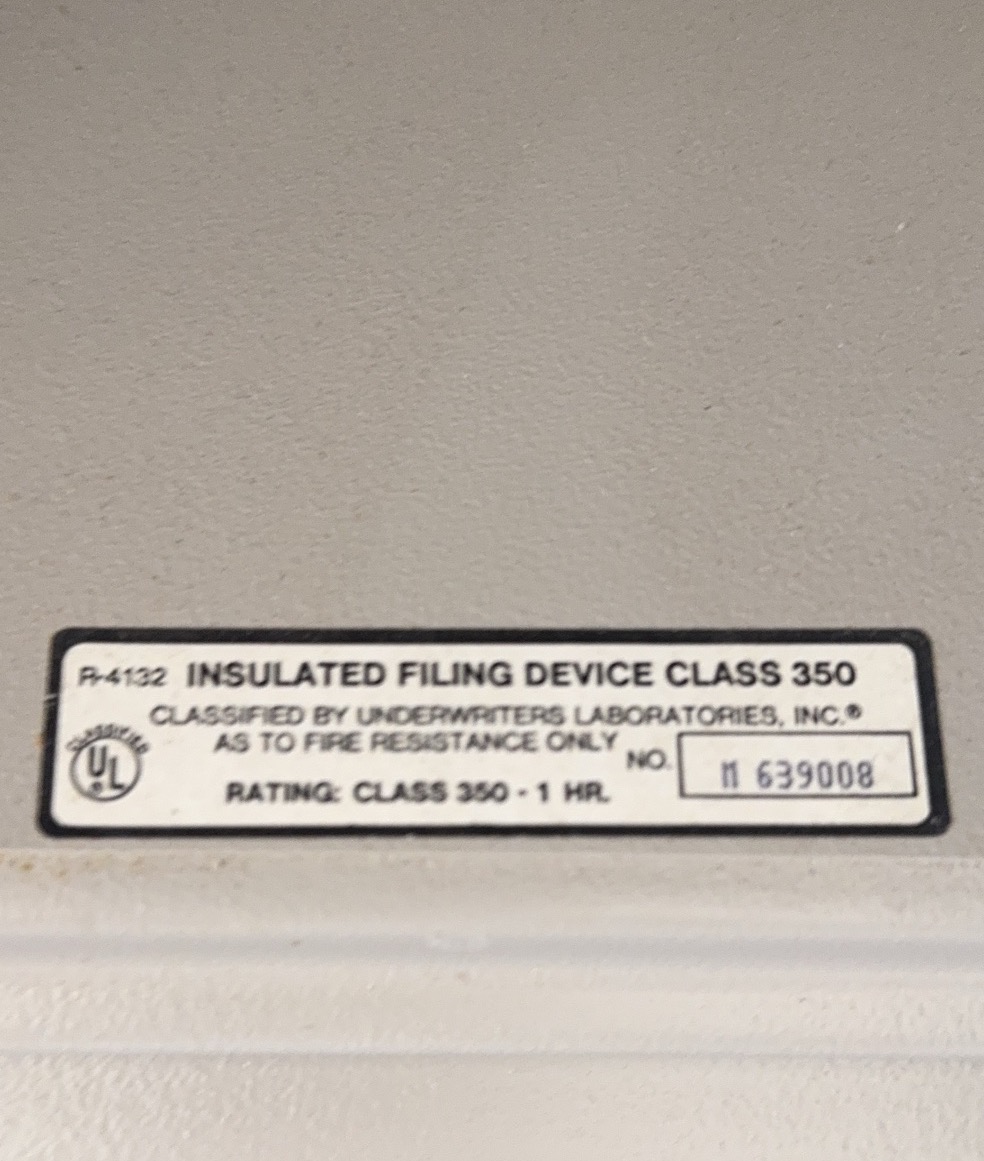 R-4132 INSULATED FILING DEVICE CLASS 350
CLASSIFIED BY UNDERWRITERS LABORATORIES, INC.®
AS TO FIRE RESISTANCE ONLY
NO. M 639008
CLASSIFIED
UL
®
RATING: CLASS 350 - 1 HR.